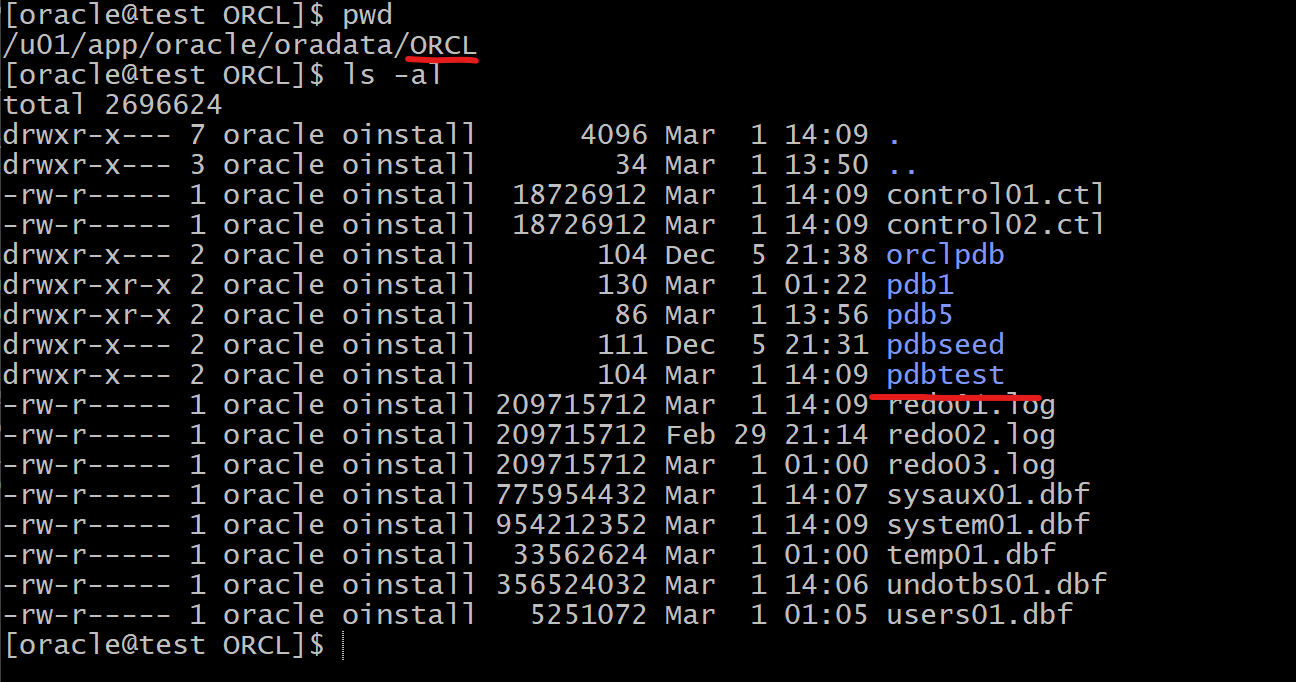 [oracle@test ORCL]$ pwd
/u01/app/oracle/oradata/ORCL
[oracle@test ORCL]$ ls -al
total 2696624
drwxr-x--- 7 oracle oinstall      4096 Mar  1 14:09 .
drwxr-x--- 3 oracle oinstall        34 Mar  1 13:50 ..
-rw-r----- 1 oracle oinstall  18726912 Mar  1 14:09 control01.ctl
-rw-r----- 1 oracle oinstall  18726912 Mar  1 14:09 control02.ctl
drwxr-x--- 2 oracle oinstall       104 Dec  5 21:38 orclpdb
drwxr-xr-x 2 oracle oinstall       130 Mar  1 01:22 pdb1
drwxr-xr-x 2 oracle oinstall        86 Mar  1 13:56 pdb5
drwxr-x--- 2 oracle oinstall       111 Dec  5 21:31 pdbseed
drwxr-x--- 2 oracle oinstall       104 Mar  1 14:09 pdbtest
-rw-r----- 1 oracle oinstall 209715712 Mar  1 14:09 redo01.log
-rw-r----- 1 oracle oinstall 209715712 Feb 29 21:14 redo02.log
-rw-r----- 1 oracle oinstall 209715712 Mar  1 01:00 redo03.log
-rw-r----- 1 oracle oinstall 775954432 Mar  1 14:07 sysaux01.dbf
-rw-r----- 1 oracle oinstall 954212352 Mar  1 14:09 system01.dbf
-rw-r----- 1 oracle oinstall  33562624 Mar  1 01:00 temp01.dbf
-rw-r----- 1 oracle oinstall 356524032 Mar  1 14:06 undotbs01.dbf
-rw-r----- 1 oracle oinstall   5251072 Mar  1 01:05 users01.dbf
[oracle@test ORCL]$